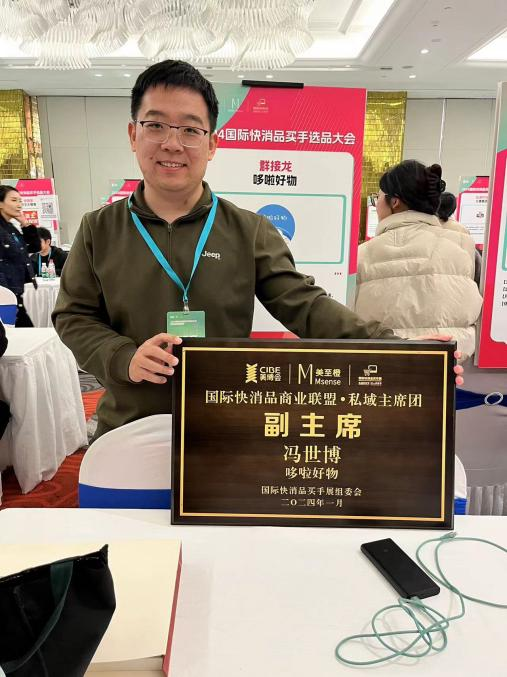 4国际快消品买手选品大会
群接龙
哆啦好物
Jeep
CIBE
美博会
M 美至橙
Msense
国际快消品商业联盟·私域主席团
副主席
冯世博
哆啦好物
国际快消品买手展组委会
二〇二四年一月